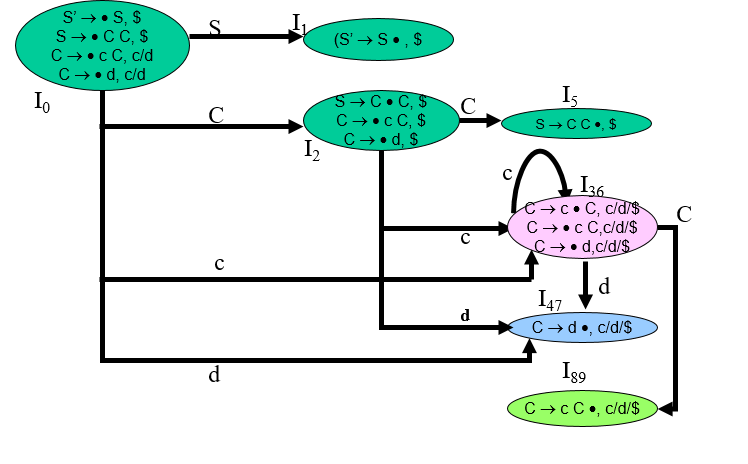 S' → • S, $
S → • C C, $
C → • c C, c/d
C → • d, c/d
I0
S
I1
(S' → S • , $
C
S → C • C, $
C → • c C, $
C → • d, $
I2
C
I5
S → C C •, $
c
I36
C → c • C, c/d/$
C → • c C,c/d/$
C → • d,c/d/$
C
c
c
d
I47
C → d •, c/d/$
d
d
I89
C → c C •, c/d/$